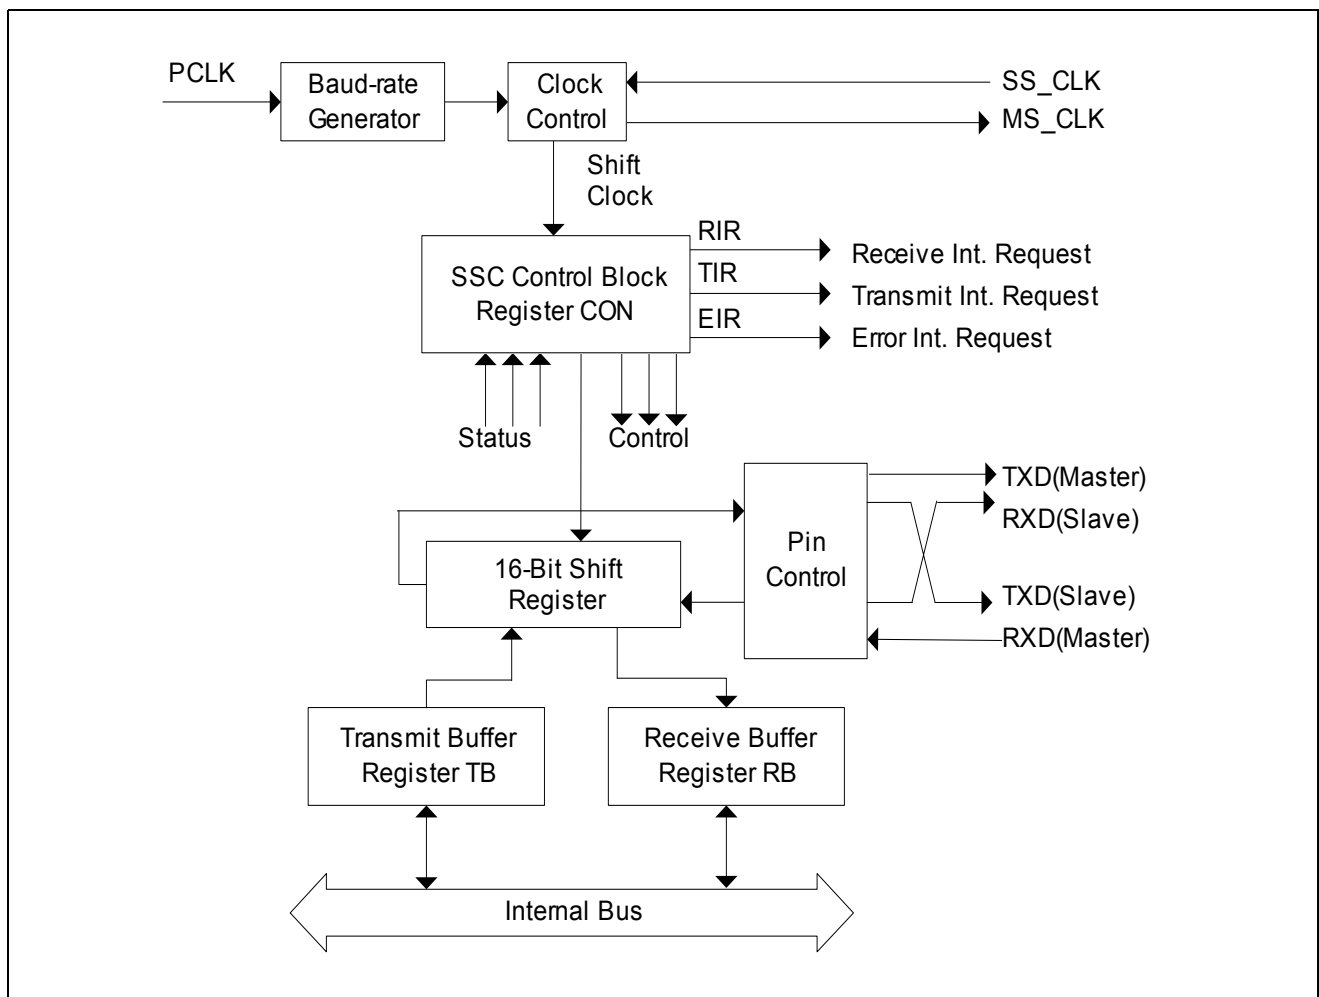 PCLK
Baud-rate
Generator
Clock
Control
SS_CLK
MS_CLK
Shift
Clock
SSC Control Block
Register CON
RIR
TIR
EIR
Receive Int. Request
Transmit Int. Request
Error Int. Request
Status
Control
16-Bit Shift
Register
Pin
Control
TXD(Master)
RXD(Slave)
TXD(Slave)
RXD(Master)
Transmit Buffer
Register TB
Receive Buffer
Register RB
Internal Bus